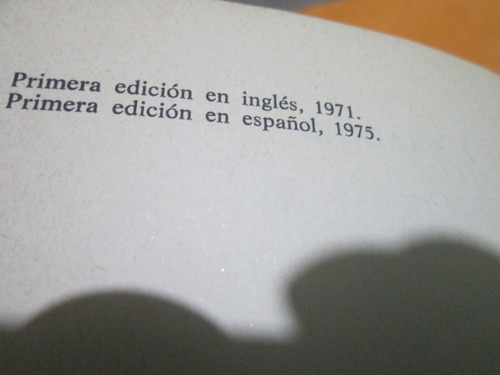 Primera edición en inglés, 1971.
Primera edición en español, 1975.